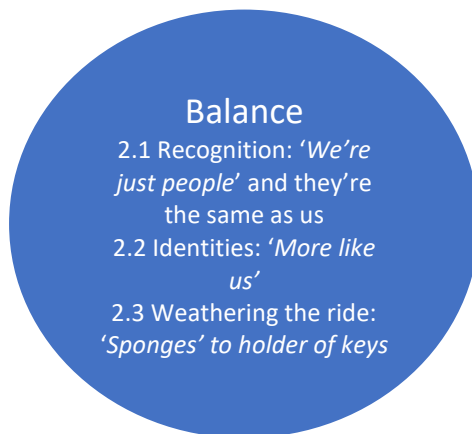 Balance
2.1 Recognition: ‘We’re
just people’ and they’re
the same as us
2.2 Identities: ‘More like
us’
2.3 Weathering the ride:
‘Sponges’ to holder of keys